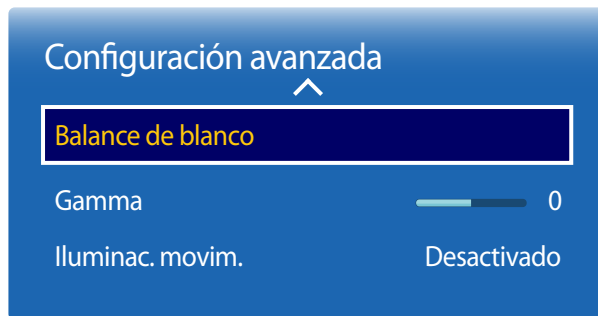 Configuración avanzada
Balance de blanco
Gamma 0
Iluminac. movim. Desactivado